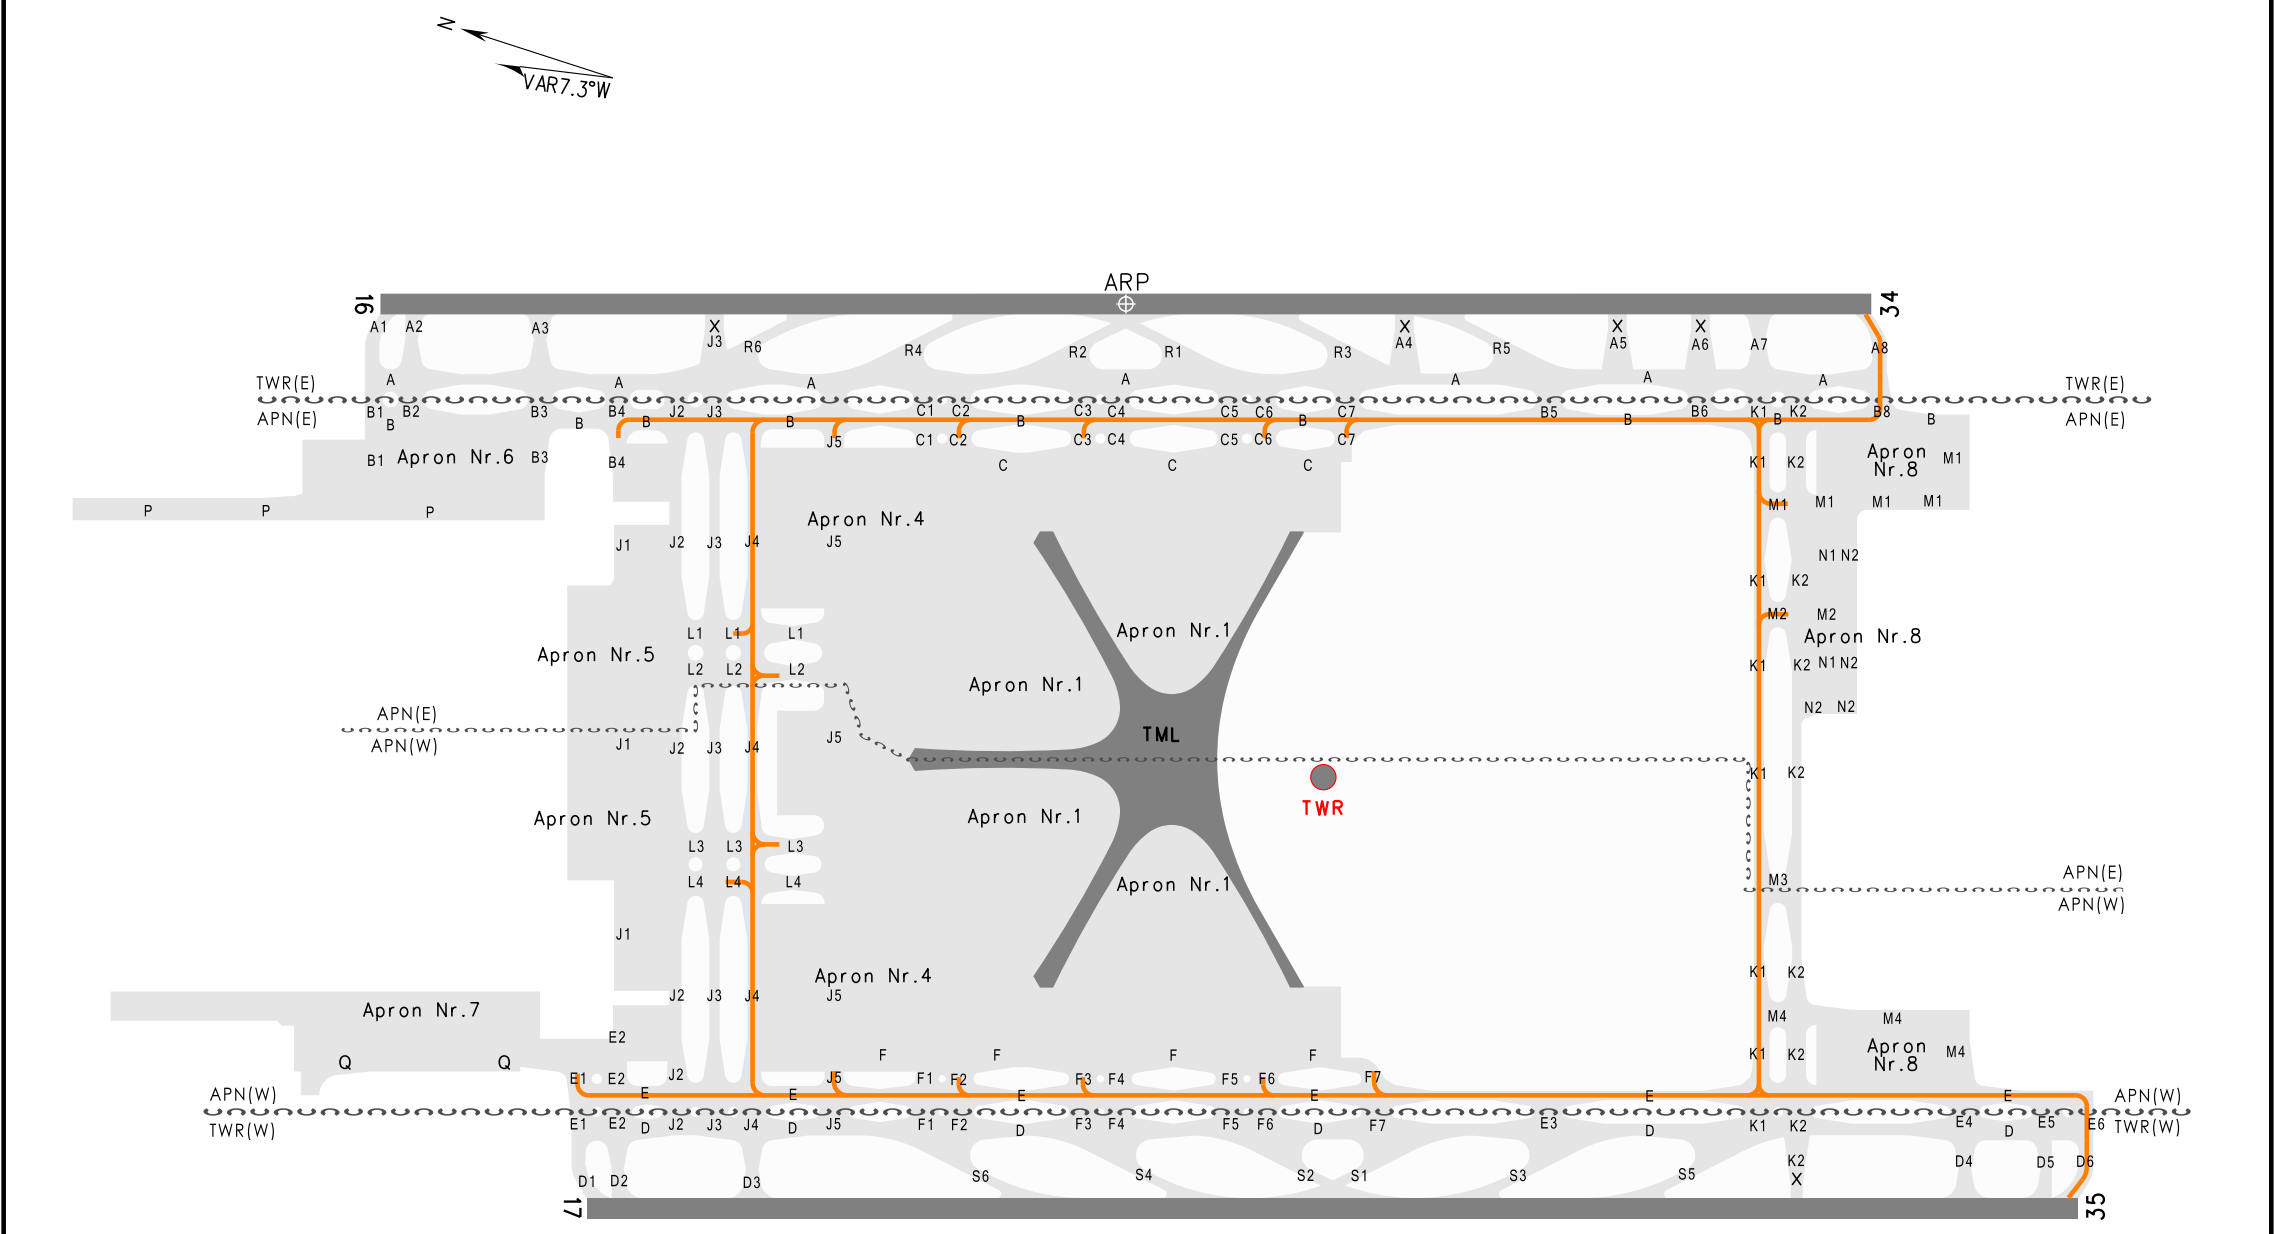 N
VAR7.3°W
ARP
16
34
A1 A2 A3 X X X X
J3 R6 R4 R2 R1 R3 A4 R5 A5 A6 A7 A8
A A A A A A A
TWR(E) TWR(E)
B1 B2 B3 B4 J2 J3 C1 C2 C3 C4 C5 C6 C7 B5 B6 K1 K2 B8
APN(E) B B B B B B B B B APN(E)
J5 C1 C2 C3 C4 C5 C6 C7
B1 Apron Nr.6 B3 B4 C C C K1 K2 Apron M1
Nr.8
P P P Apron Nr.4 M1 M1 M1 M1
J1 J2 J3 J4 J5 N1 N2
K1 K2
M2 M2
L1 L1 L1 Apron Nr.1 Apron Nr.8
Apron Nr.5 L2 L2 L2 K1 K2 N1 N2
Apron Nr.1
APN(E) N2 N2
J1 J2 J3 J4 J5 TML
APN(W)
K1 K2
TWR
Apron Nr.5 Apron Nr.1
L3 L3 L3
L4 L4 L4 Apron Nr.1 M3 APN(E)
APN(W)
J1
Apron Nr.4 K1 K2
J2 J3 J4 J5
Apron Nr.7 M4 M4
E2
Q Q F F F F K1 K2 Apron M4
Nr.8
E1 E2 J2 J5 F1 F2 F3 F4 F5 F6 F7
APN(W) E E E E E E APN(W)
TWR(W) E1 E2 D J2 J3 J4 D J5 F1 F2 D F3 F4 F5 F6 D F7 E3 D K1 K2 E4 D E5 E6 TWR(W)
K2 D4 D5 D6
D1 D2 D3 S6 S4 S2 S1 S3 S5 X
17
35